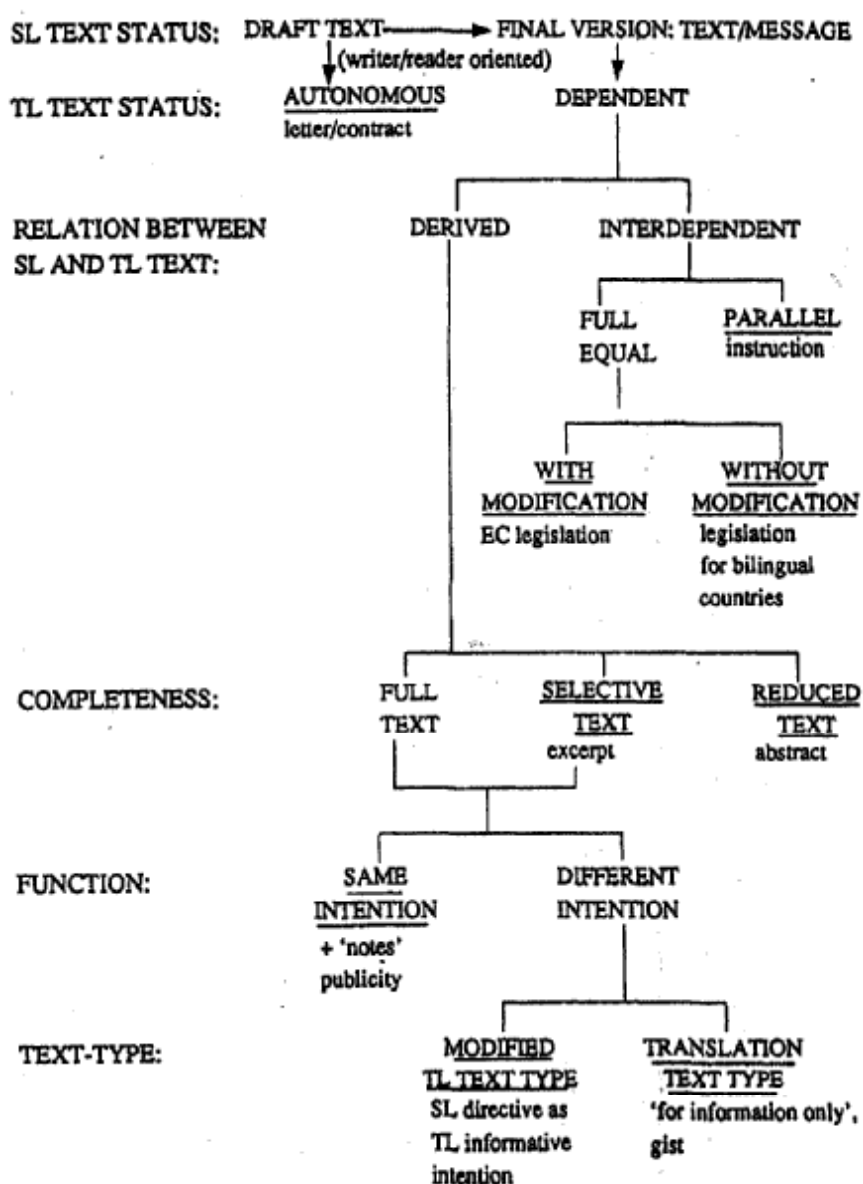 SL TEXT STATUS: DRAFT TEXT FINAL VERSION: TEXT/MESSAGE
(writer/reader oriented)
TL TEXT STATUS: AUTONOMOUS DEPENDENT
letter/contract
RELATION BETWEEN DERIVED INTERDEPENDENT
SL AND TL TEXT:
FULL PARALLEL
EQUAL instruction
WITH WITHOUT
MODIFICATION MODIFICATION
EC legislation legislation
for bilingual
countries
COMPLETENESS: FULL SELECTIVE REDUCED
TEXT TEXT TEXT
excerpt abstract
FUNCTION: SAME DIFFERENT
INTENTION INTENTION
+ 'notes'
publicity
TEXT-TYPE: MODIFIED TRANSLATION
TL TEXT TYPE TEXT TYPE
SL directive as 'for information only',
TL informative gist
intention